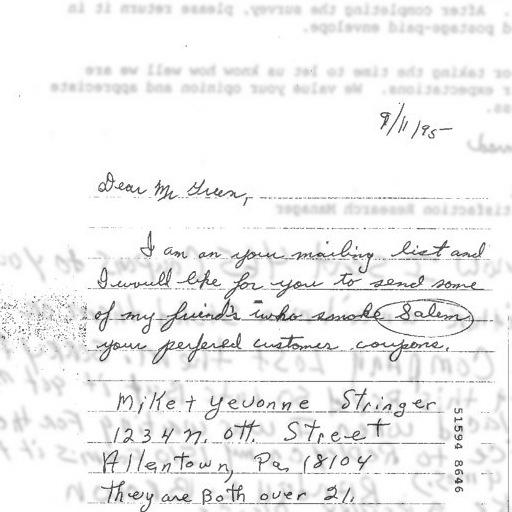 . After completing the survey, please return it in
d postage-paid envelope.
or taking the time to let us know how well we are
r expectations. We value your opinion and appreciate
ss.
9/11/95
Dear Mr Green,
tisfaction Research Manager
I am on your mailing list and
I would like for you to send some
of my friend's who smoke Salem
your perfered customer coupons.
Mike + Yevonne Stringer
1234 N. Ott. Street
Allentown, Pa. 18104
They are Both over 21.
51594 8646